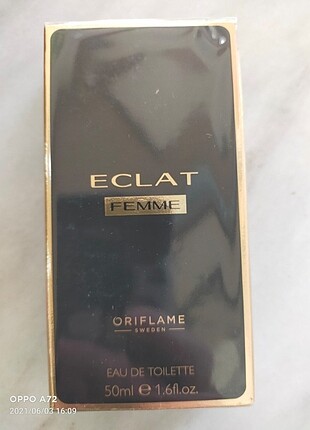 ECLAT
FEMME
ORIFLAME
SWEDEN
EAU DE TOILETTE
50ml ℮ 1.6fl.oz.
OPPO A72
2021/06/03 16:09